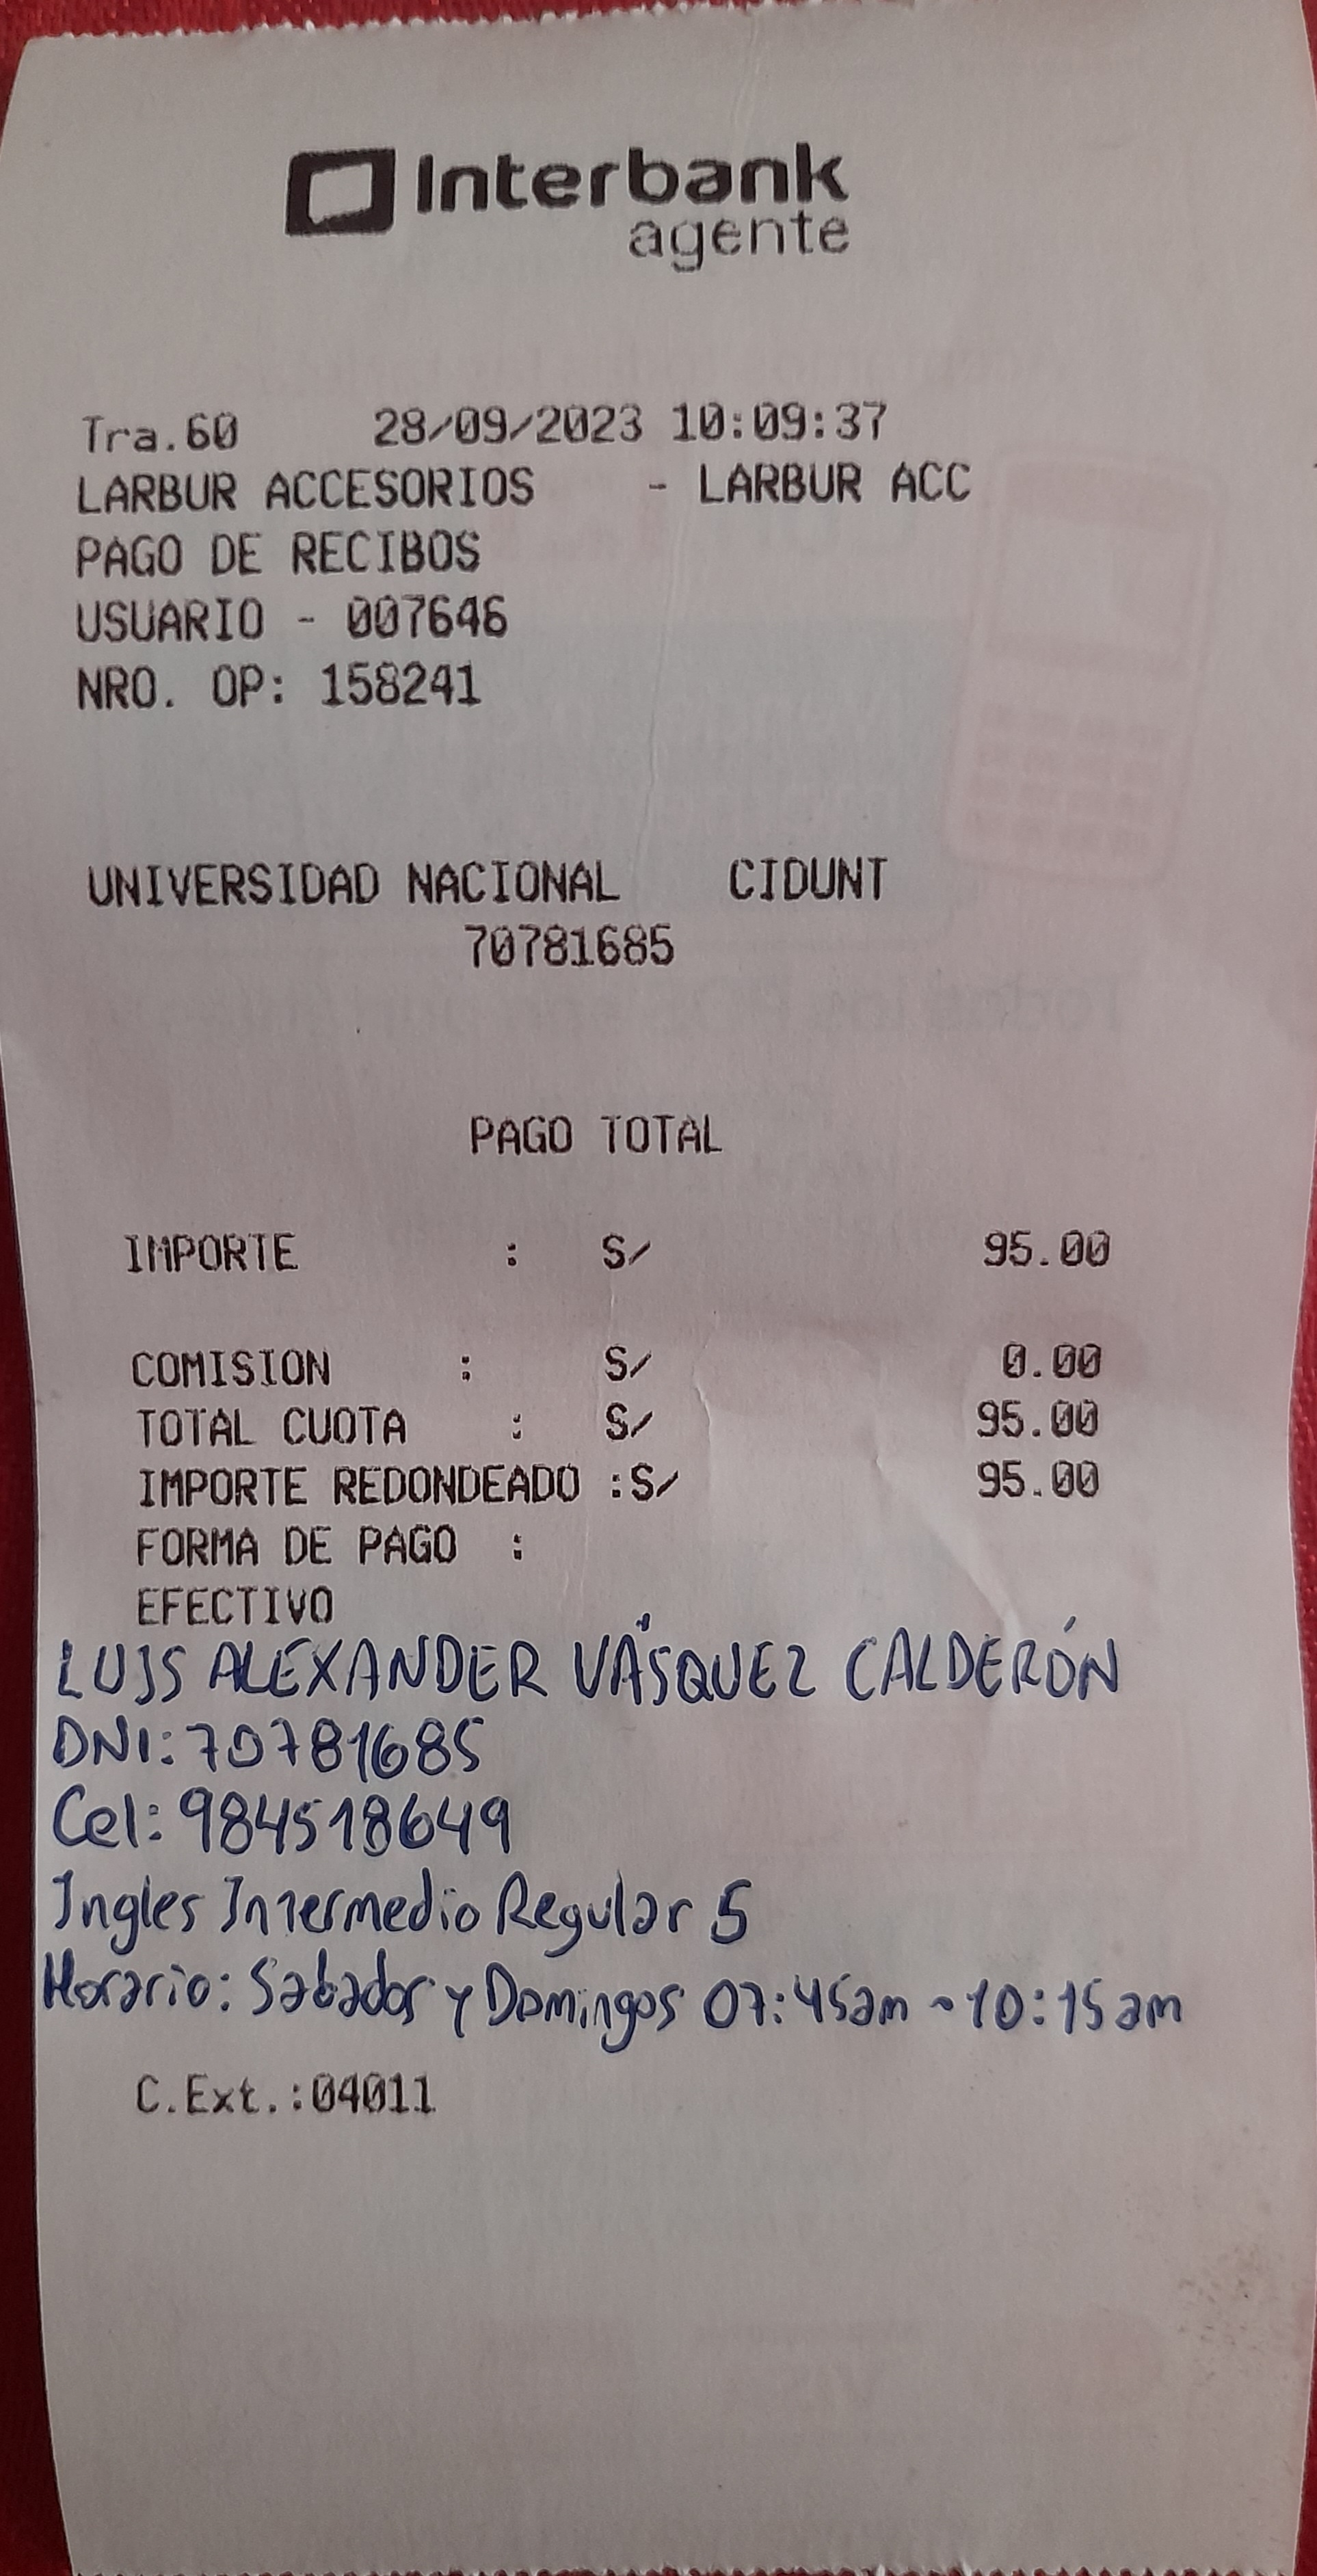 Interbank
agente
Tra.60 28/09/2023 10:09:37
LARBUR ACCESORIOS - LARBUR ACC
PAGO DE RECIBOS
USUARIO - 007646
NRO. OP: 158241
UNIVERSIDAD NACIONAL CIDUNT
70781685
PAGO TOTAL
IMPORTE : S/ 95.00
COMISION : S/ 0.00
TOTAL CUOTA : S/ 95.00
IMPORTE REDONDEADO :S/ 95.00
FORMA DE PAGO :
EFECTIVO
LUIS ALEXANDER VÁSQUEZ CALDERÓN
DNI: 70781685
Cel: 984518649
Ingles Intermedio Regular 5
Horario: Sabados y Domingos 07:45am - 10:15am
C.Ext.:04011